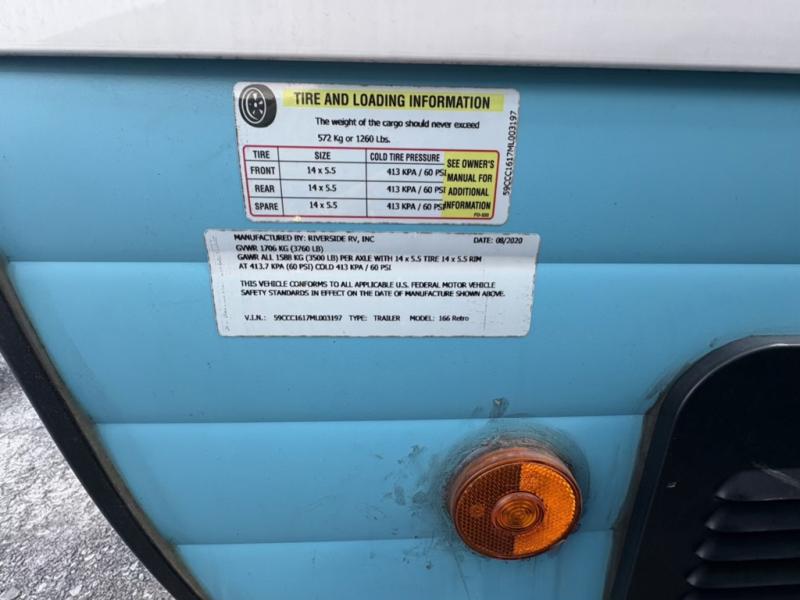 TIRE AND LOADING INFORMATION
The weight of the cargo should never exceed
572 Kg or 1260 Lbs.
TIRE SIZE COLD TIRE PRESSURE
FRONT 14 x 5.5 413 KPA / 60 PSI
REAR 14 x 5.5 413 KPA / 60 PSI
SPARE 14 x 5.5 413 KPA / 60 PSI
SEE OWNER'S
MANUAL FOR
ADDITIONAL
INFORMATION
59CCC1617ML003197
MANUFACTURED BY: RIVERSIDE RV, INC DATE: 08/2020
GVWR 1706 KG (3760 LB)
GAWR ALL 1588 KG (3500 LB) PER AXLE WITH 14 x 5.5 TIRE 14 x 5.5 RIM
AT 413.7 KPA (60 PSI) COLD 413 KPA / 60 PSI
THIS VEHICLE CONFORMS TO ALL APPLICABLE U.S. FEDERAL MOTOR VEHICLE
SAFETY STANDARDS IN EFFECT ON THE DATE OF MANUFACTURE SHOWN ABOVE.
V.I.N.: 59CCC1617ML003197 TYPE: TRAILER MODEL: 166 Retro